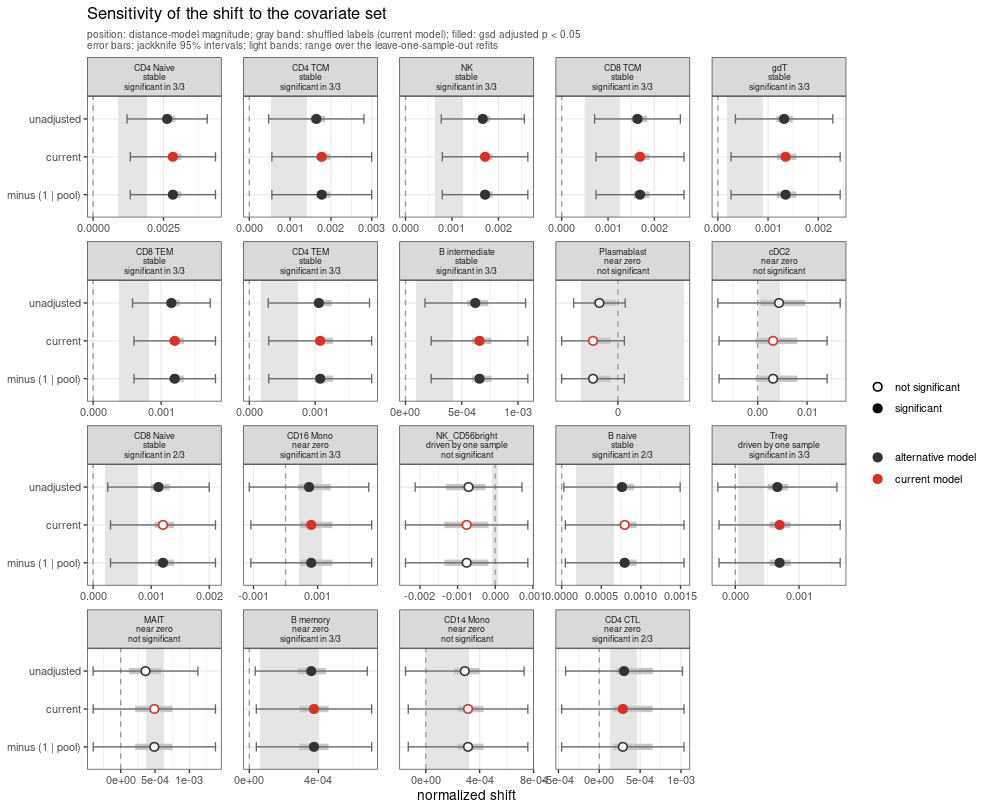 Sensitivity of the shift to the covariate set
position: distance-model magnitude; gray band: shuffled labels (current model); filled: gsd adjusted p < 0.05
error bars: jackknife 95% intervals; light bands: range over the leave-one-sample-out refits
CD4 Naive
stable
significant in 3/3
CD4 TCM
stable
significant in 3/3
NK
stable
significant in 3/3
CD8 TCM
stable
significant in 3/3
gdT
stable
significant in 3/3
unadjusted
current
minus (1 | pool)
0.0000 0.0025
0.000 0.001 0.002 0.003
0.000 0.001 0.002
0.000 0.001 0.002
0.000 0.001 0.002
CD8 TEM
stable
significant in 3/3
CD4 TEM
stable
significant in 3/3
B intermediate
stable
significant in 3/3
Plasmablast
near zero
not significant
cDC2
near zero
not significant
unadjusted
current
minus (1 | pool)
0.000 0.001
0.000 0.001
0e+00 5e-04 1e-03
0
0.00 0.01
not significant
significant
alternative model
current model
CD8 Naive
stable
significant in 2/3
CD16 Mono
near zero
significant in 3/3
NK_CD56bright
driven by one sample
not significant
B naive
stable
significant in 2/3
Treg
driven by one sample
significant in 3/3
unadjusted
current
minus (1 | pool)
0.000 0.001 0.002
-0.001 0.001
-0.002 -0.001 0.000 0.001
0.0000 0.0005 0.0010 0.0015
0.000 0.001
MAIT
near zero
not significant
B memory
near zero
significant in 3/3
CD14 Mono
near zero
not significant
CD4 CTL
near zero
significant in 2/3
unadjusted
current
minus (1 | pool)
0e+00 5e-04 1e-03
0e+00 4e-04
0e+00 4e-04 8e-04
-5e-04 0e+00 5e-04 1e-03
normalized shift